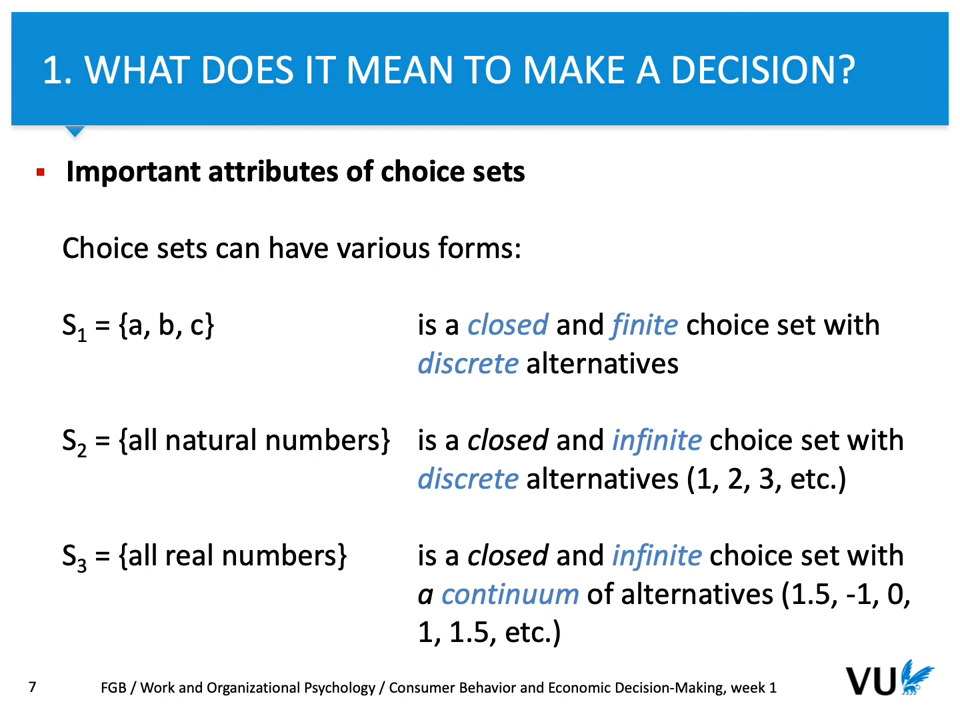 1. WHAT DOES IT MEAN TO MAKE A DECISION?
▪ Important attributes of choice sets
Choice sets can have various forms:
S₁ = {a, b, c} is a closed and finite choice set with
discrete alternatives
S₂ = {all natural numbers} is a closed and infinite choice set with
discrete alternatives (1, 2, 3, etc.)
S₃ = {all real numbers} is a closed and infinite choice set with
a continuum of alternatives (1.5, -1, 0,
1, 1.5, etc.)
7 FGB / Work and Organizational Psychology / Consumer Behavior and Economic Decision-Making, week 1
VU